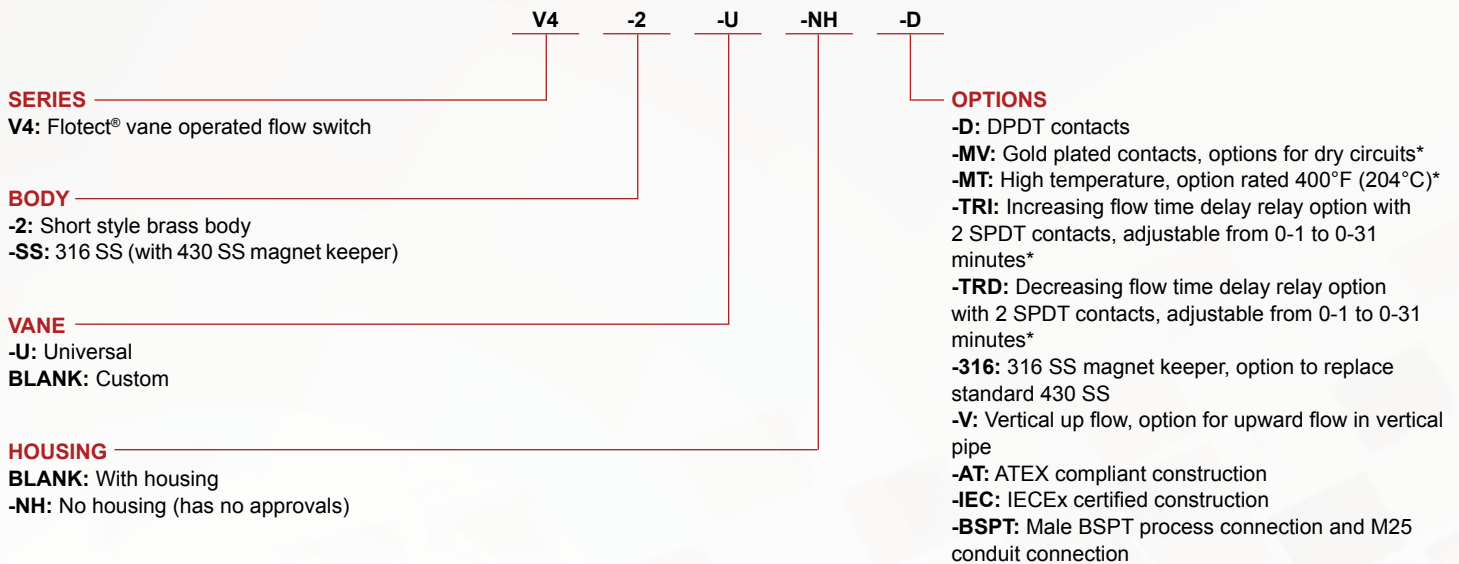 V4 -2 -U -NH -D
SERIES
V4: Flotect® vane operated flow switch
BODY
-2: Short style brass body
-SS: 316 SS (with 430 SS magnet keeper)
VANE
-U: Universal
BLANK: Custom
HOUSING
BLANK: With housing
-NH: No housing (has no approvals)
OPTIONS
-D: DPDT contacts
-MV: Gold plated contacts, options for dry circuits*
-MT: High temperature, option rated 400°F (204°C)*
-TRI: Increasing flow time delay relay option with
2 SPDT contacts, adjustable from 0-1 to 0-31
minutes*
-TRD: Decreasing flow time delay relay option
with 2 SPDT contacts, adjustable from 0-1 to 0-31
minutes*
-316: 316 SS magnet keeper, option to replace
standard 430 SS
-V: Vertical up flow, option for upward flow in vertical
pipe
-AT: ATEX compliant construction
-IEC: IECEx certified construction
-BSPT: Male BSPT process connection and M25
conduit connection